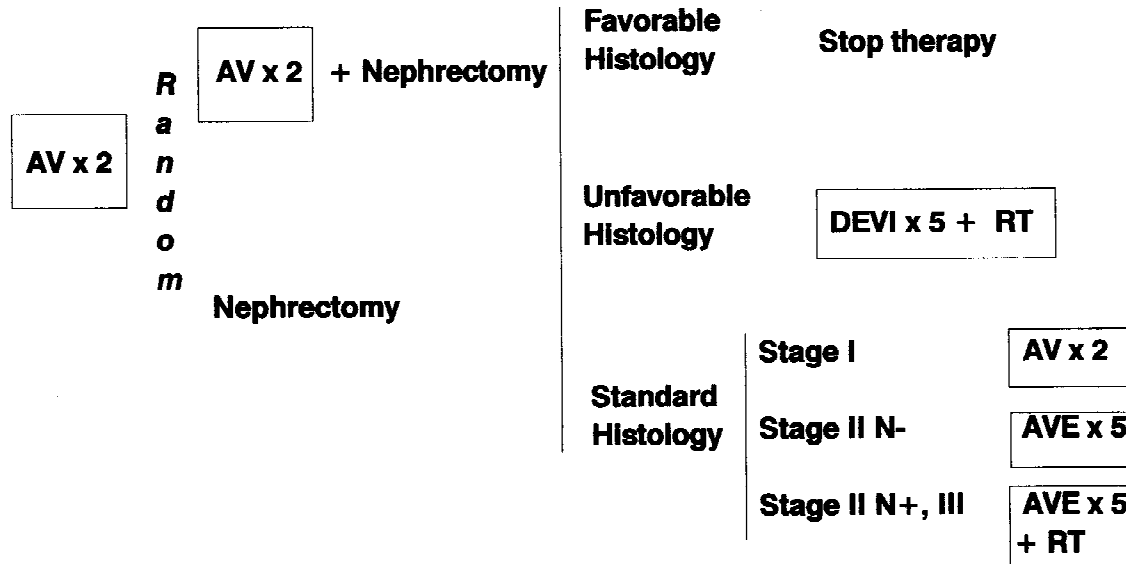 AV x 2
Random
AV x 2 + Nephrectomy
Nephrectomy
Favorable
Histology
Stop therapy
Unfavorable
Histology
DEVI x 5 + RT
Standard
Histology
Stage I
AV x 2
Stage II N-
AVE x 5
Stage II N+, III
AVE x 5
+ RT